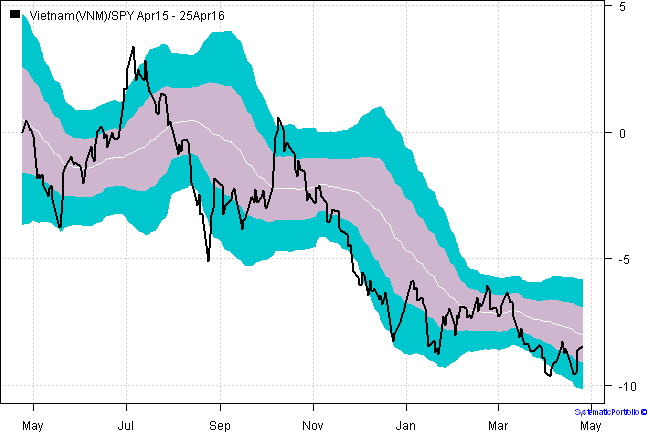 Vietnam(VNM)/SPY Apr15 - 25Apr16
5
0
-5
-10
SystematicPortfolio ©
May Jul Sep Nov Jan Mar May